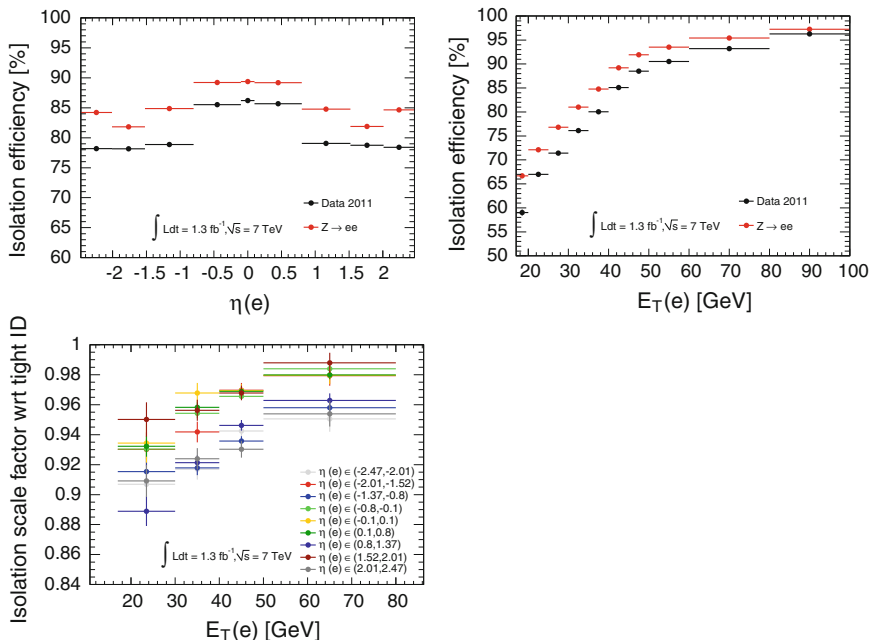 Isolation efficiency [%]
100
95
90
85
80
75
70
65
60
Data 2011
∫ Ldt = 1.3 fb⁻¹,√s = 7 TeV
Z → ee
-2 -1.5 -1 -0.5 0 0.5 1 1.5 2
η(e)
Isolation efficiency [%]
100
95
90
85
80
75
70
65
60
55
50
Data 2011
∫ Ldt = 1.3 fb⁻¹,√s = 7 TeV
Z → ee
20 30 40 50 60 70 80 90 100
E_T(e) [GeV]
Isolation scale factor wrt tight ID
1
0.98
0.96
0.94
0.92
0.9
0.88
0.86
0.84
η (e) ∈ (-2.47,-2.01)
η (e) ∈ (-2.01,-1.52)
η (e) ∈ (-1.37,-0.8)
η (e) ∈ (-0.8,-0.1)
η (e) ∈ (-0.1,0.1)
η (e) ∈ (0.1,0.8)
η (e) ∈ (0.8,1.37)
η (e) ∈ (1.52,2.01)
η (e) ∈ (2.01,2.47)
∫ Ldt = 1.3 fb⁻¹,√s = 7 TeV
20 30 40 50 60 70 80
E_T(e) [GeV]